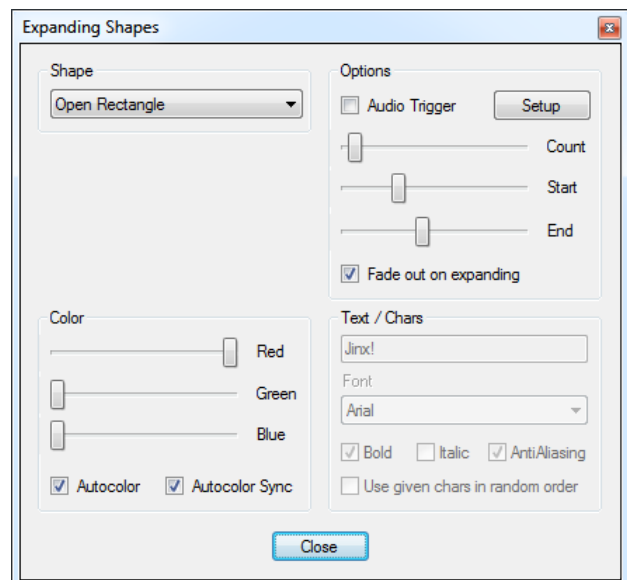 Expanding Shapes
Shape
Open Rectangle
Options
Audio Trigger
Setup
Count
Start
End
Fade out on expanding
Color
Red
Green
Blue
Autocolor
Autocolor Sync
Text / Chars
Jinx!
Font
Arial
Bold
Italic
AntiAliasing
Use given chars in random order
Close